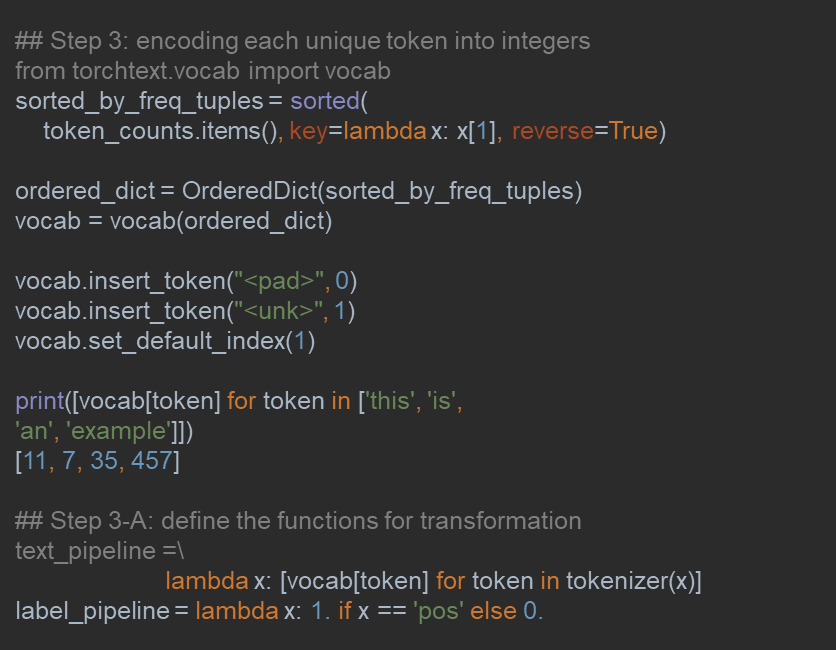 ## Step 3: encoding each unique token into integers
from torchtext.vocab import vocab
sorted_by_freq_tuples = sorted(
token_counts.items(), key=lambda x: x[1], reverse=True)
ordered_dict = OrderedDict(sorted_by_freq_tuples)
vocab = vocab(ordered_dict)
vocab.insert_token("<pad>", 0)
vocab.insert_token("<unk>", 1)
vocab.set_default_index(1)
print([vocab[token] for token in ['this', 'is',
'an', 'example']])
[11, 7, 35, 457]
## Step 3-A: define the functions for transformation
text_pipeline =\
lambda x: [vocab[token] for token in tokenizer(x)]
label_pipeline = lambda x: 1. if x == 'pos' else 0.